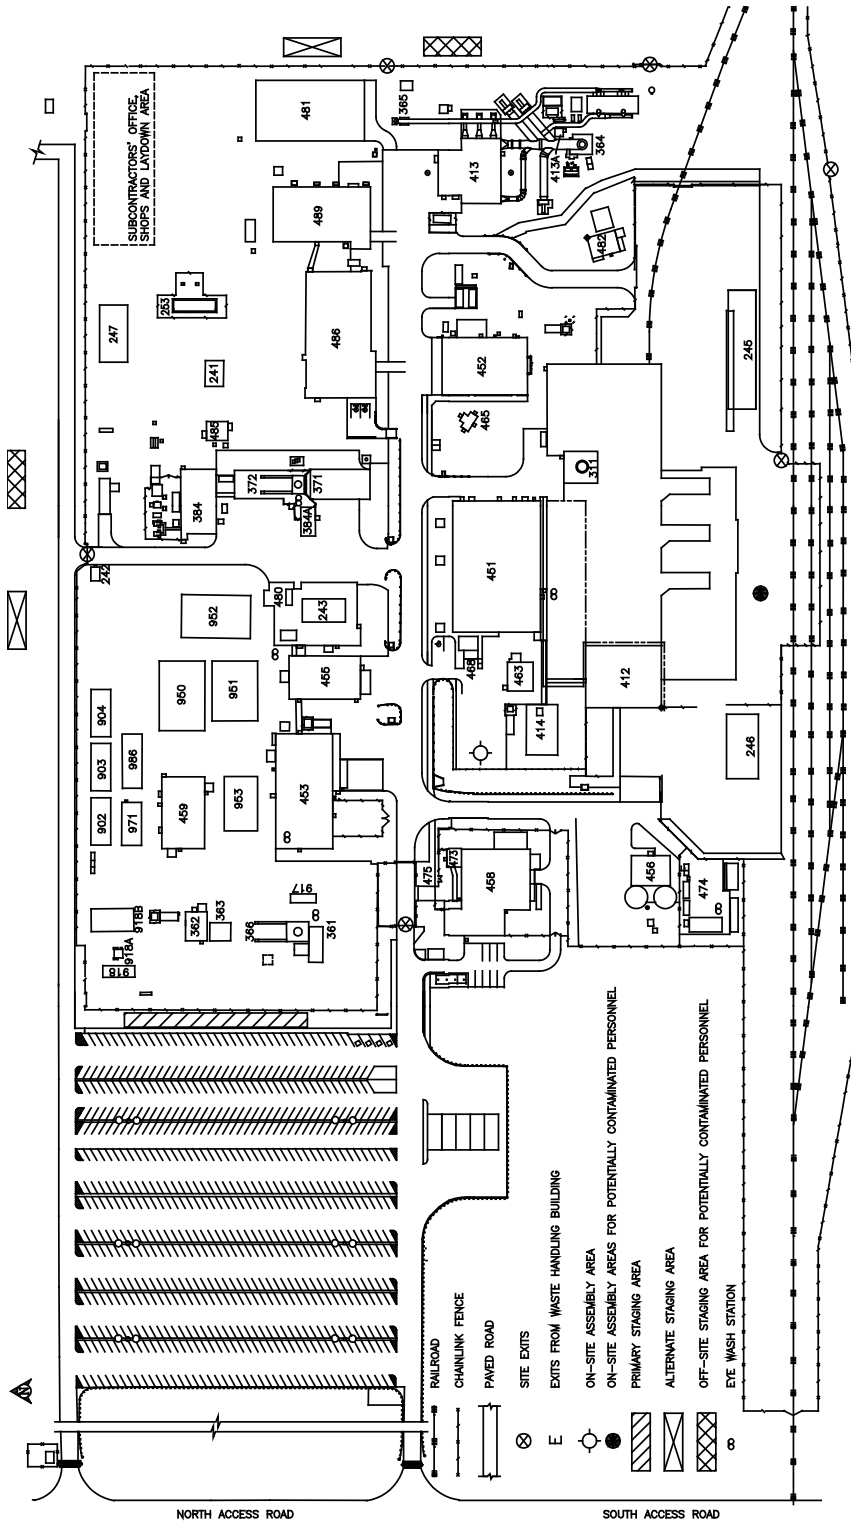 SUBCONTRACTORS' OFFICE,
SHOPS AND LAYDOWN AREA
481
365
413
413A
364
489
482
253
247
486
241
452
245
465
485
311
372
371
384
384A
451
242
952
480
243
950
951
455
468
463
412
904
903
986
414
246
902
971
459
953
453
475
473
458
456
474
917
918B
918A
918
362
363
366
361
N
RAILROAD
CHAINLINK FENCE
PAVED ROAD
SITE EXITS
E
EXITS FROM WASTE HANDLING BUILDING
ON-SITE ASSEMBLY AREA
ON-SITE ASSEMBLY AREAS FOR POTENTIALLY CONTAMINATED PERSONNEL
PRIMARY STAGING AREA
ALTERNATE STAGING AREA
OFF-SITE STAGING AREA FOR POTENTIALLY CONTAMINATED PERSONNEL
EYE WASH STATION
NORTH ACCESS ROAD
SOUTH ACCESS ROAD